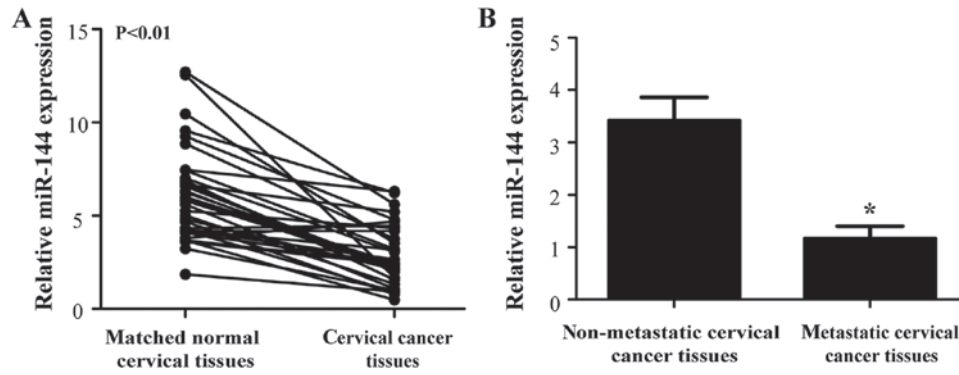 A
P<0.01
Relative miR-144 expression
15
10
5
0
Matched normal
cervical tissues
Cervical cancer
tissues
B
Relative miR-144 expression
5
4
3
2
1
0
*
Non-metastatic cervical
cancer tissues
Metastatic cervical
cancer tissues